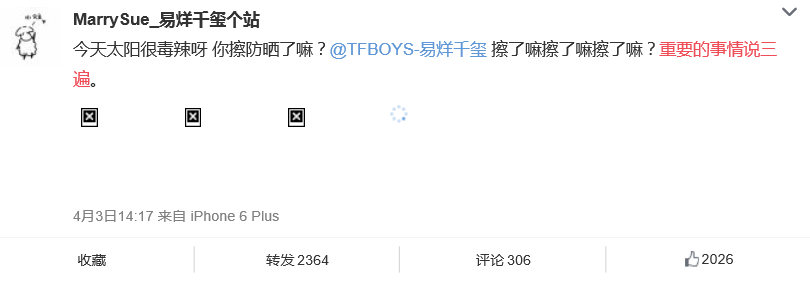 MarrySue_易烊千玺个站
今天太阳很毒辣呀 你擦防晒了嘛？@TFBOYS-易烊千玺 擦了嘛擦了嘛擦了嘛？重要的事情说三
遍。
4月3日14:17 来自 iPhone 6 Plus
收藏 转发 2364 评论 306 2026